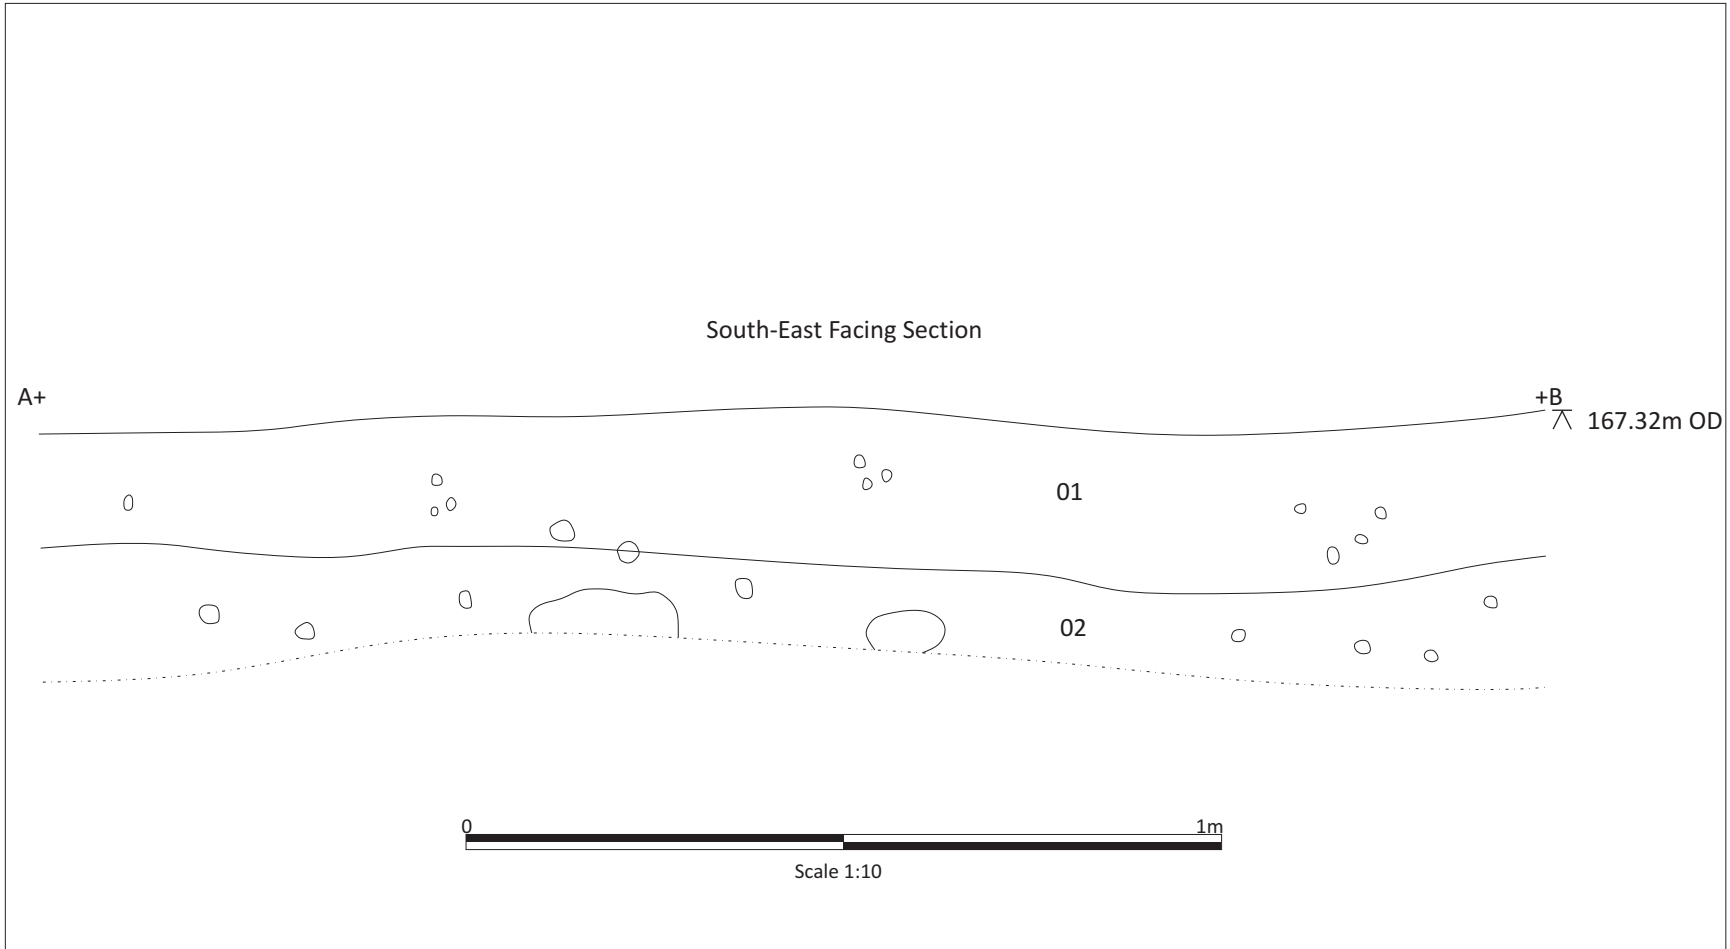 South-East Facing Section
A+
+B
167.32m OD
01
02
0
1m
Scale 1:10